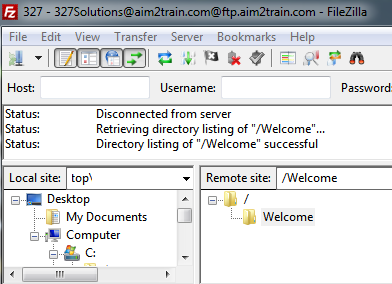 327 - 327Solutions@aim2train.com@ftp.aim2train.com - FileZilla
File Edit View Transfer Server Bookmarks Help
Host: Username: Password
Status: Disconnected from server
Status: Retrieving directory listing of "/Welcome"...
Status: Directory listing of "/Welcome" successful
Local site: top\ Remote site: /Welcome
Desktop /
My Documents Welcome
Computer
C: